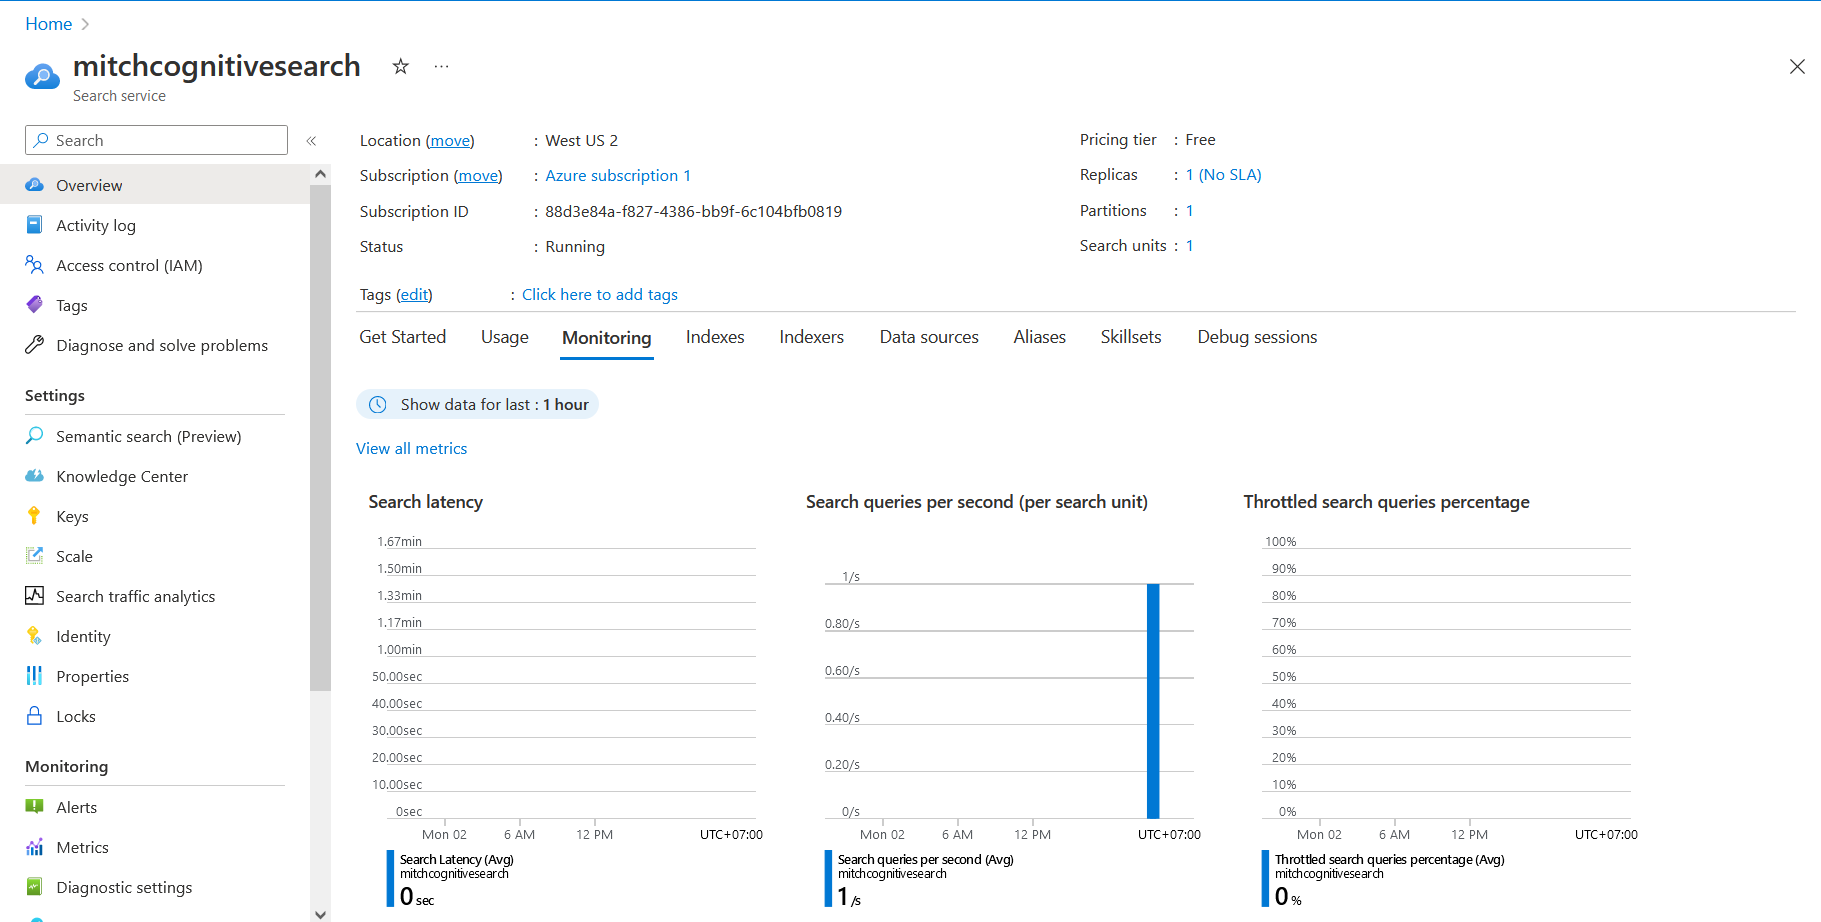 Home
mitchcognitivesearch
Search service
Search
Overview
Activity log
Access control (IAM)
Tags
Diagnose and solve problems
Settings
Semantic search (Preview)
Knowledge Center
Keys
Scale
Search traffic analytics
Identity
Properties
Locks
Monitoring
Alerts
Metrics
Diagnostic settings
Location (move) : West US 2
Subscription (move) : Azure subscription 1
Subscription ID : 88d3e84a-f827-4386-bb9f-6c104bfb0819
Status : Running
Pricing tier : Free
Replicas : 1 (No SLA)
Partitions : 1
Search units : 1
Tags (edit) : Click here to add tags
Get Started Usage Monitoring Indexes Indexers Data sources Aliases Skillsets Debug sessions
Show data for last : 1 hour
View all metrics
Search latency
1.67min
1.50min
1.33min
1.17min
1.00min
50.00sec
40.00sec
30.00sec
20.00sec
10.00sec
0sec
Mon 02 6 AM 12 PM UTC+07:00
Search Latency (Avg)
mitchcognitivesearch
0 sec
Search queries per second (per search unit)
1/s
0.80/s
0.60/s
0.40/s
0.20/s
0/s
Mon 02 6 AM 12 PM UTC+07:00
Search queries per second (Avg)
mitchcognitivesearch
1 /s
Throttled search queries percentage
100%
90%
80%
70%
60%
50%
40%
30%
20%
10%
0%
Mon 02 6 AM 12 PM UTC+07:00
Throttled search queries percentage (Avg)
mitchcognitivesearch
0 %